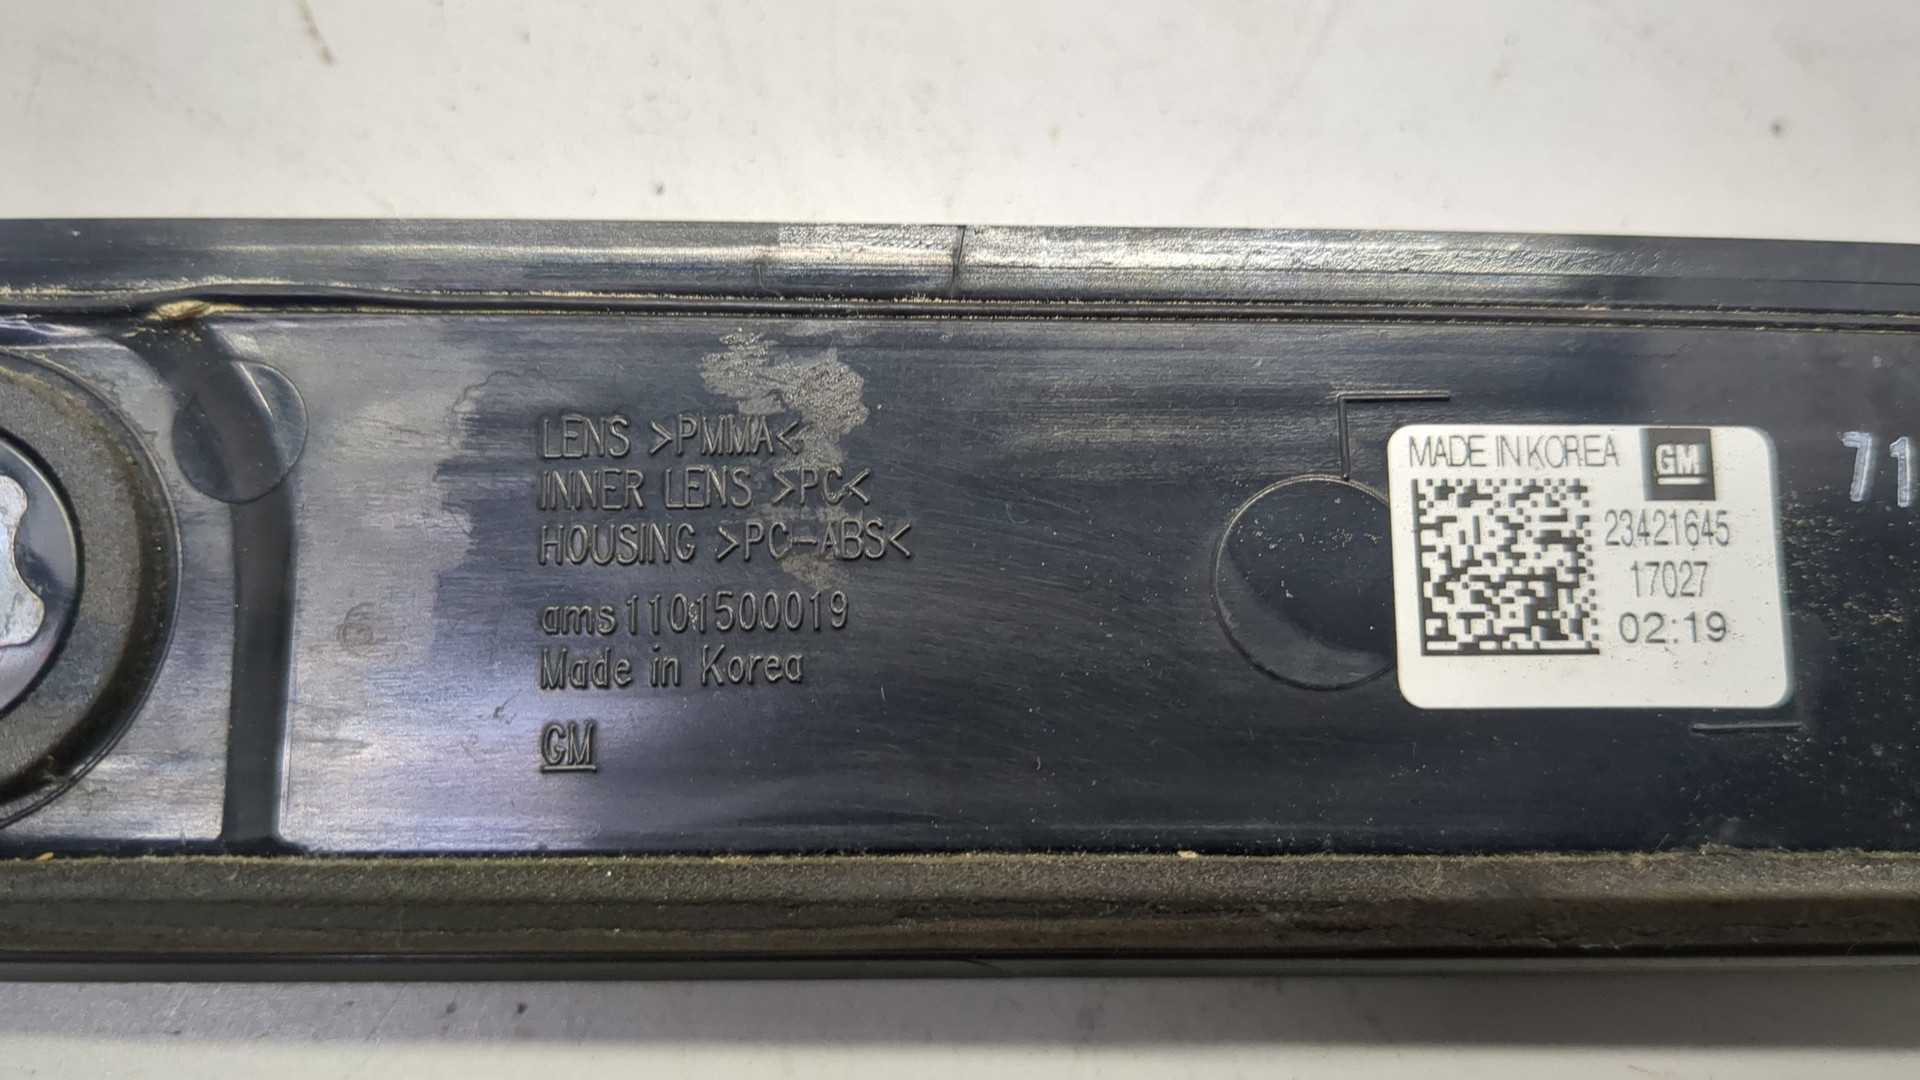 LENS >PMMA<
INNER LENS >PC<
HOUSING >PC-ABS<
ams1101500019
Made in Korea
GM
MADE IN KOREA GM
23421645
17027
02:19
71